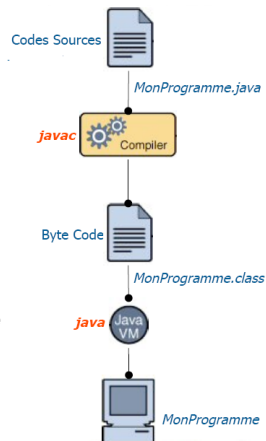 Codes Sources
MonProgramme.java
javac
Compiler
Byte Code
MonProgramme.class
java
Java
VM
MonProgramme